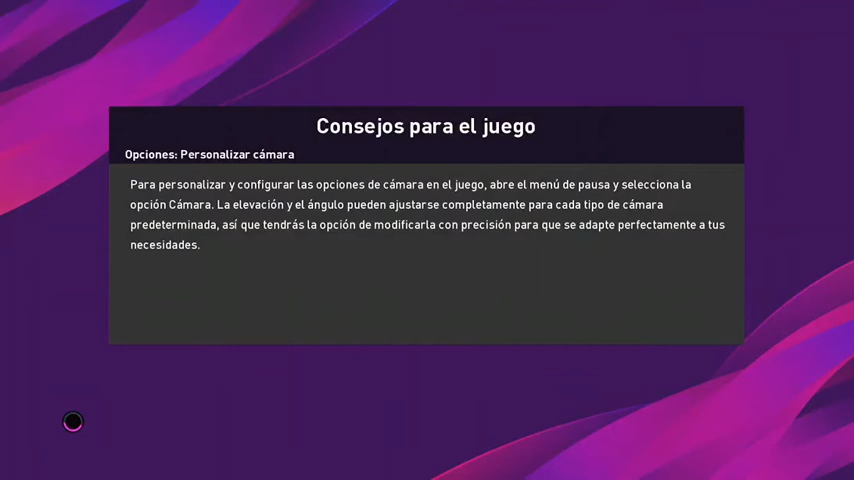 Consejos para el juego
Opciones: Personalizar cámara
Para personalizar y configurar las opciones de cámara en el juego, abre el menú de pausa y selecciona la
opción Cámara. La elevación y el ángulo pueden ajustarse completamente para cada tipo de cámara
predeterminada, así que tendrás la opción de modificarla con precisión para que se adapte perfectamente a tus
necesidades.